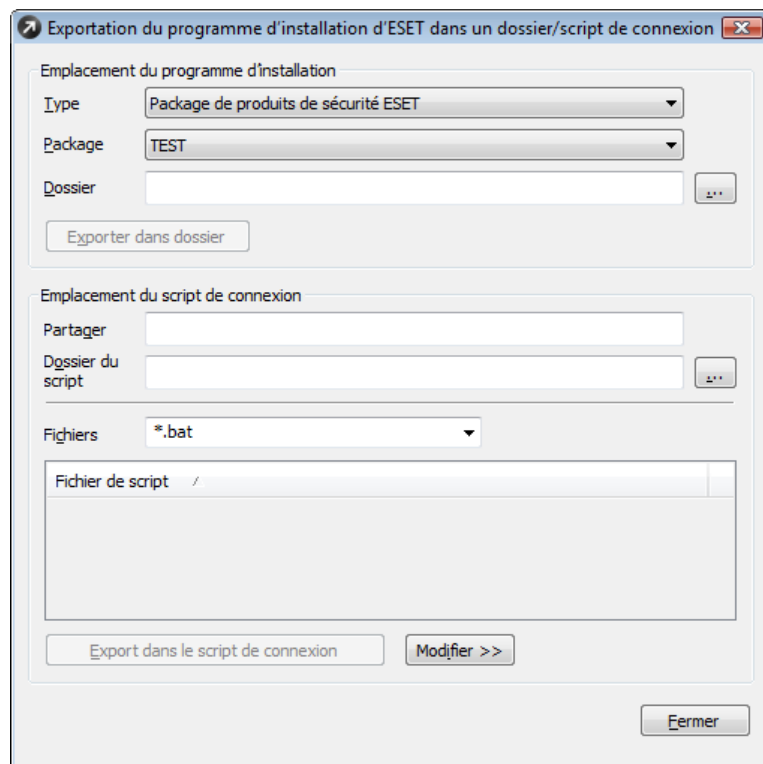 Exportation du programme d'installation d'ESET dans un dossier/script de connexion
Emplacement du programme d'installation
Type Package de produits de sécurité ESET
Package TEST
Dossier ...
Exporter dans dossier
Emplacement du script de connexion
Partager
Dossier du
script ...
Fichiers *.bat
Fichier de script
Export dans le script de connexion Modifier >>
Fermer